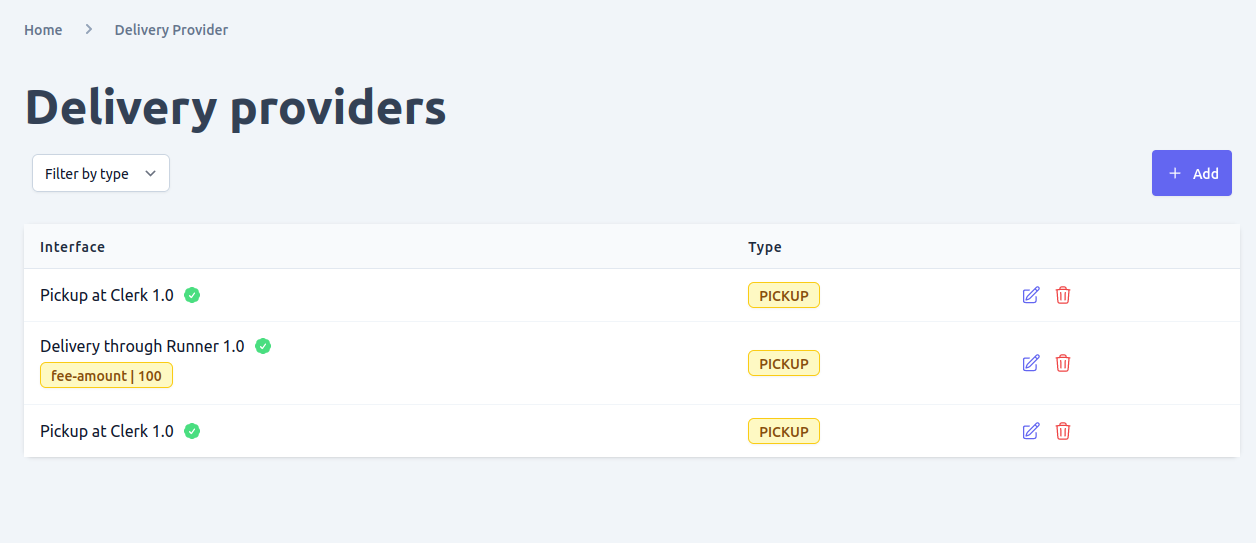 Home Delivery Provider
Delivery providers
Filter by type
Add
Interface Type
Pickup at Clerk 1.0 PICKUP
Delivery through Runner 1.0
fee-amount | 100 PICKUP
Pickup at Clerk 1.0 PICKUP